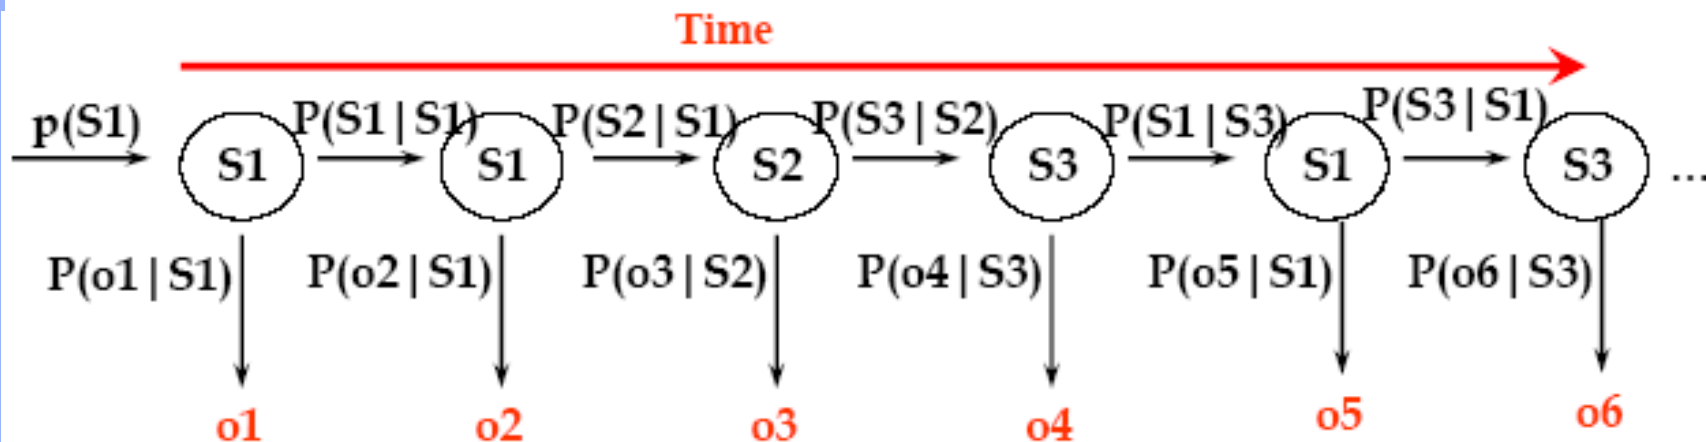 Time
p(S1) P(S1|S1) P(S2|S1) P(S3|S2) P(S1|S3) P(S3|S1)
S1 S1 S2 S3 S1 S3 ...
P(o1|S1) P(o2|S1) P(o3|S2) P(o4|S3) P(o5|S1) P(o6|S3)
o1 o2 o3 o4 o5 o6